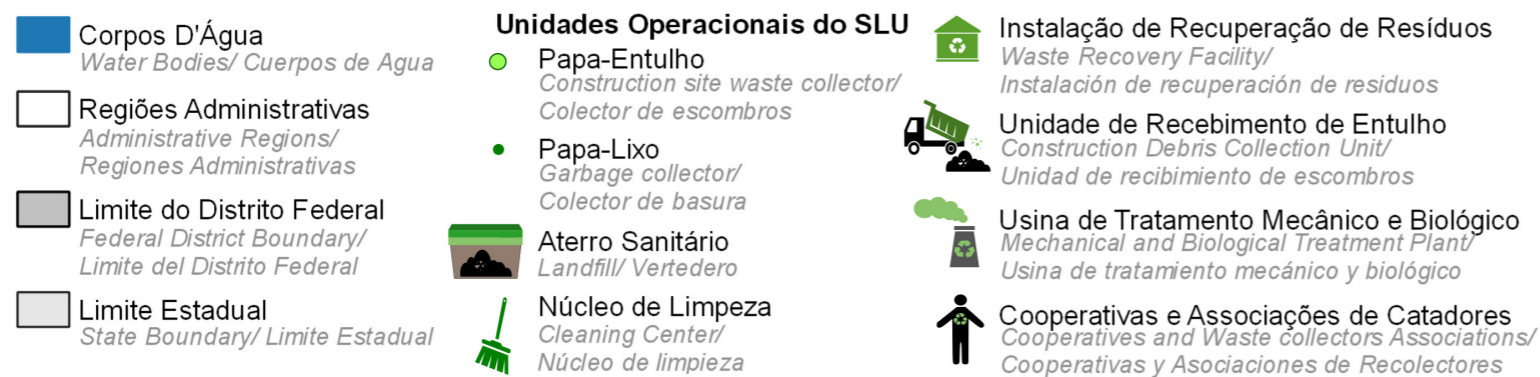 Corpos D'Água
Water Bodies/ Cuerpos de Agua
Regiões Administrativas
Administrative Regions/
Regiones Administrativas
Limite do Distrito Federal
Federal District Boundary/
Limite del Distrito Federal
Limite Estadual
State Boundary/ Limite Estadual
Unidades Operacionais do SLU
Papa-Entulho
Construction site waste collector/
Colector de escombros
Papa-Lixo
Garbage collector/
Colector de basura
Aterro Sanitário
Landfill/ Vertedero
Núcleo de Limpeza
Cleaning Center/
Núcleo de limpieza
Instalação de Recuperação de Resíduos
Waste Recovery Facility/
Instalación de recuperación de residuos
Unidade de Recebimento de Entulho
Construction Debris Collection Unit/
Unidad de recibimiento de escombros
Usina de Tratamento Mecânico e Biológico
Mechanical and Biological Treatment Plant/
Usina de tratamiento mecánico y biológico
Cooperativas e Associações de Catadores
Cooperatives and Waste collectors Associations/
Cooperativas y Asociaciones de Recolectores